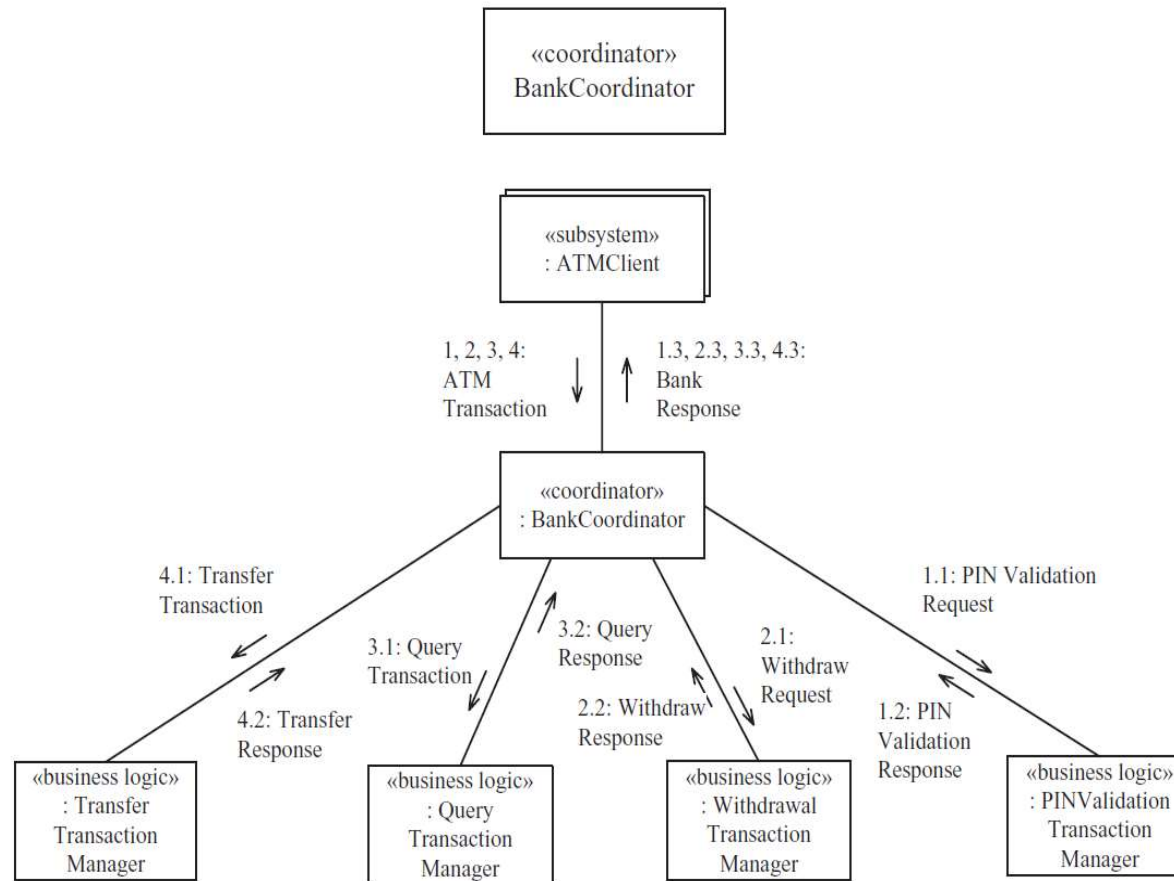 «coordinator»
BankCoordinator
«subsystem»
: ATMClient
1, 2, 3, 4:
ATM
Transaction
1.3, 2.3, 3.3, 4.3:
Bank
Response
«coordinator»
: BankCoordinator
4.1: Transfer
Transaction
4.2: Transfer
Response
3.1: Query
Transaction
3.2: Query
Response
2.1:
Withdraw
Request
2.2: Withdraw
Response
1.1: PIN Validation
Request
1.2: PIN
Validation
Response
«business logic»
: Transfer
Transaction
Manager
«business logic»
: Query
Transaction
Manager
«business logic»
: Withdrawal
Transaction
Manager
«business logic»
: PINValidation
Transaction
Manager